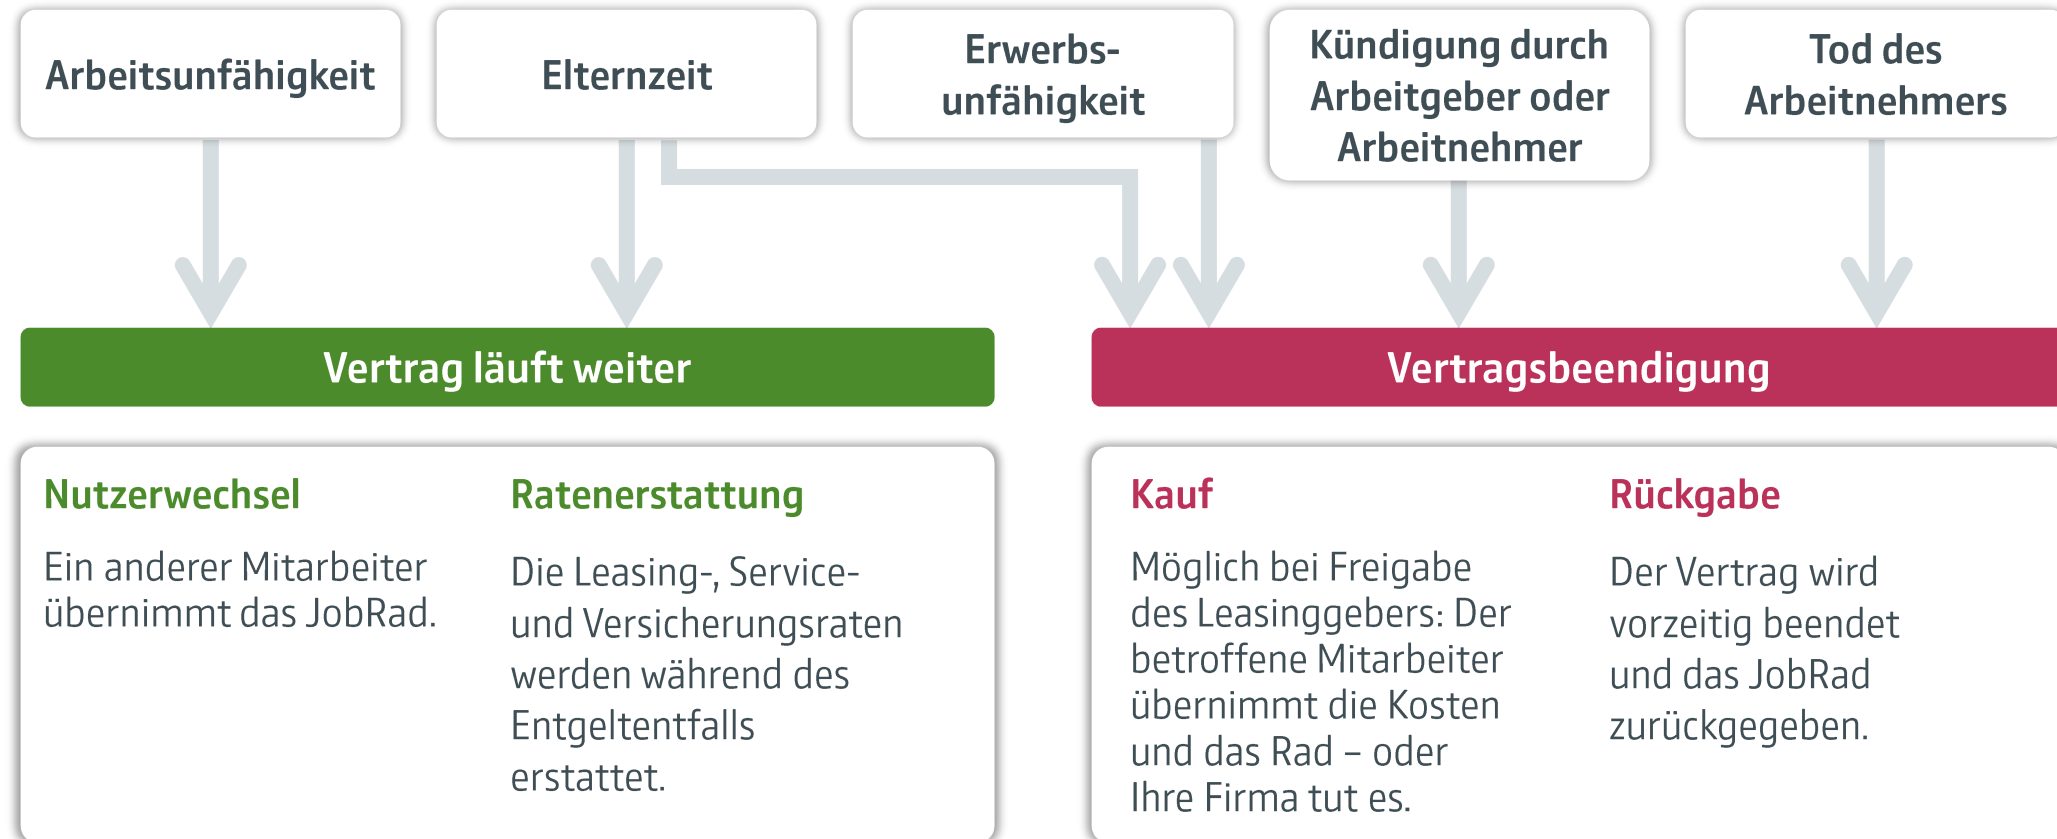 Arbeitsunfähigkeit
Elternzeit
Erwerbs-
unfähigkeit
Kündigung durch
Arbeitgeber oder
Arbeitnehmer
Tod des
Arbeitnehmers
Vertrag läuft weiter
Vertragsbeendigung
Nutzerwechsel
Ein anderer Mitarbeiter
übernimmt das JobRad.
Ratenerstattung
Die Leasing-, Service-
und Versicherungsraten
werden während des
Entgeltentfalls
erstattet.
Kauf
Möglich bei Freigabe
des Leasinggebers: Der
betroffene Mitarbeiter
übernimmt die Kosten
und das Rad – oder
Ihre Firma tut es.
Rückgabe
Der Vertrag wird
vorzeitig beendet
und das JobRad
zurückgegeben.